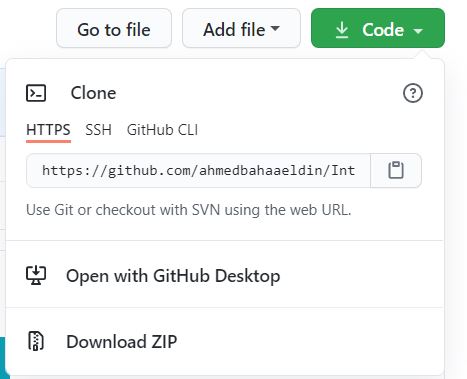 Go to file Add file Code
Clone
HTTPS SSH GitHub CLI
https://github.com/ahmedbahaaeldin/Int
Use Git or checkout with SVN using the web URL.
Open with GitHub Desktop
Download ZIP